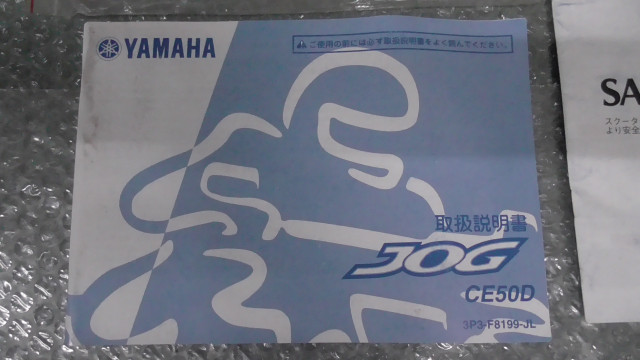 YAMAHA
ご使用の前には必ず取扱説明書をよく読んでください。
取扱説明書
JOG
CE50D
3P3-F8199-JL
SA
スクータ
より安全